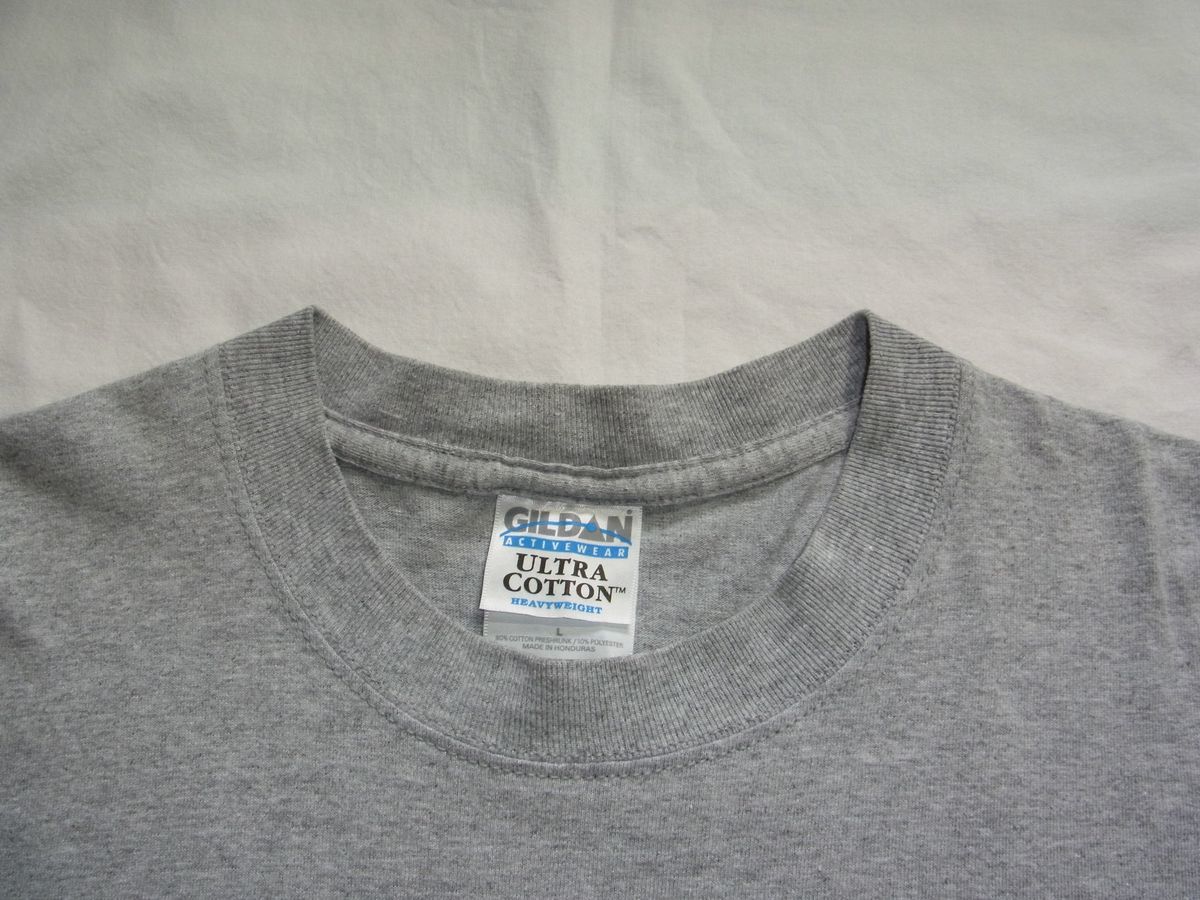 GILDAN
ACTIVEWEAR
ULTRA
COTTON™
HEAVYWEIGHT
L
90% COTTON PRESHRUNK / 10% POLYESTER
MADE IN HONDURAS